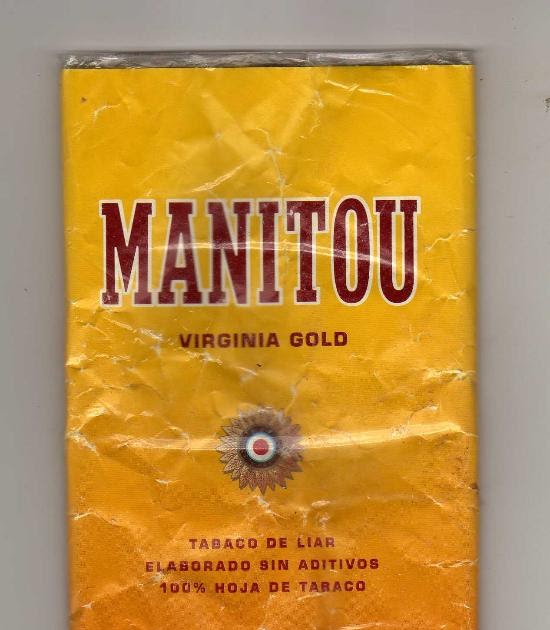 MANITOU
VIRGINIA GOLD
TABACO DE LIAR
ELABORADO SIN ADITIVOS
100% HOJA DE TABACO